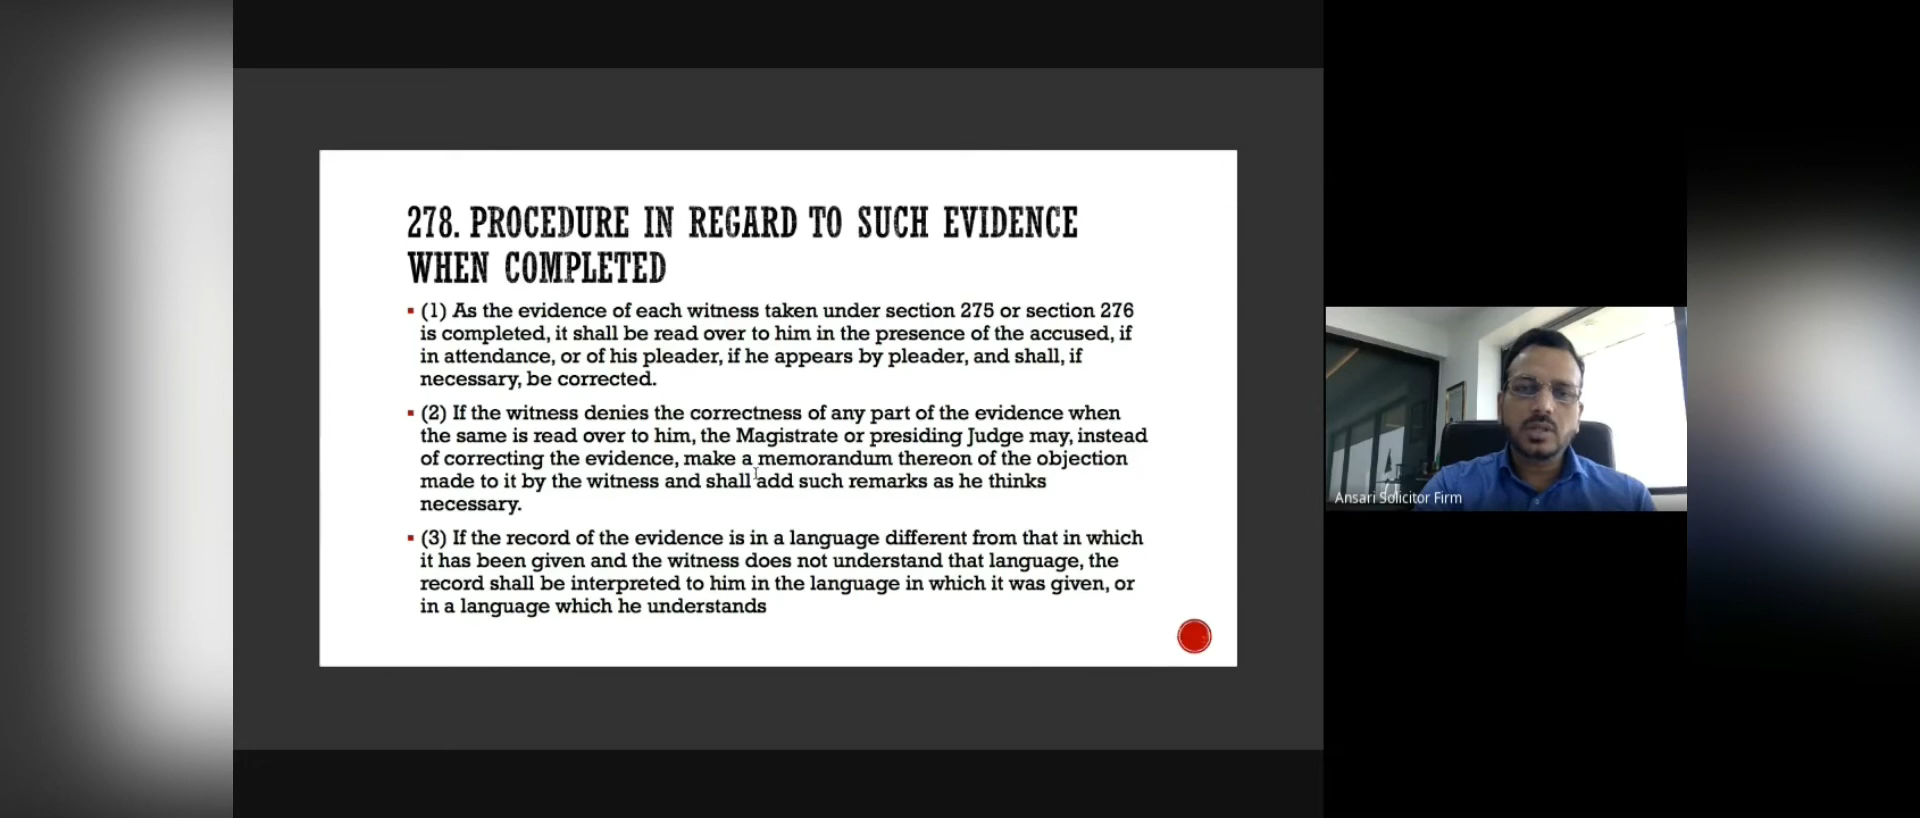 278. PROCEDURE IN REGARD TO SUCH EVIDENCE
WHEN COMPLETED
▪ (1) As the evidence of each witness taken under section 275 or section 276
is completed, it shall be read over to him in the presence of the accused, if
in attendance, or of his pleader, if he appears by pleader, and shall, if
necessary, be corrected.
▪ (2) If the witness denies the correctness of any part of the evidence when
the same is read over to him, the Magistrate or presiding Judge may, instead
of correcting the evidence, make a memorandum thereon of the objection
made to it by the witness and shall add such remarks as he thinks
necessary.
▪ (3) If the record of the evidence is in a language different from that in which
it has been given and the witness does not understand that language, the
record shall be interpreted to him in the language in which it was given, or
in a language which he understands
Ansari Solicitor Firm